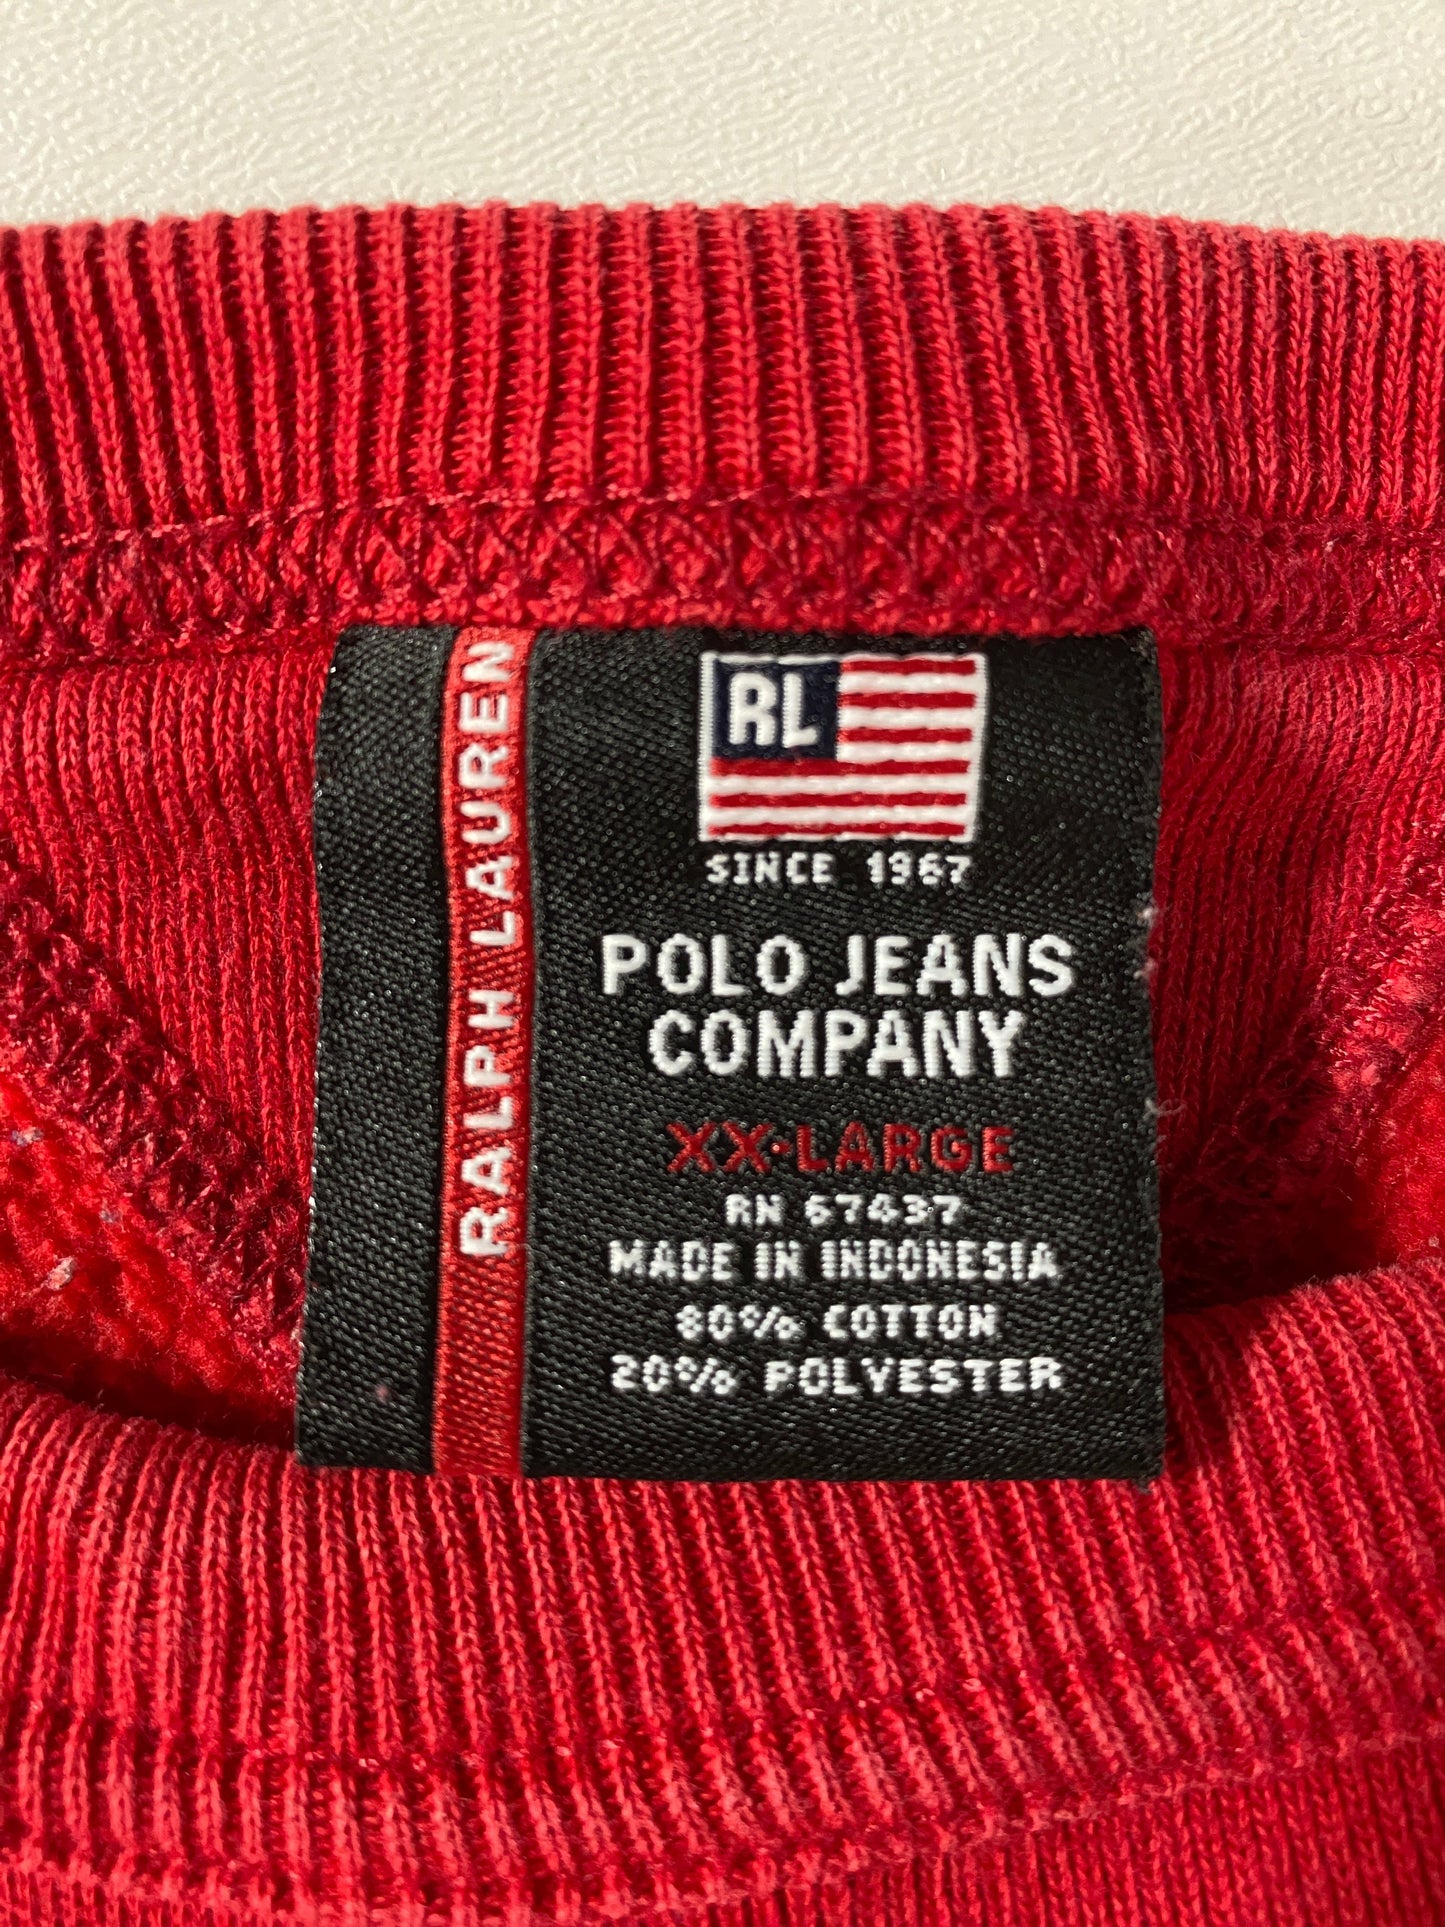 RALPH LAUREN
RL
SINCE 1967
POLO JEANS
COMPANY
XX·LARGE
RN 67437
MADE IN INDONESIA
80% COTTON
20% POLYESTER